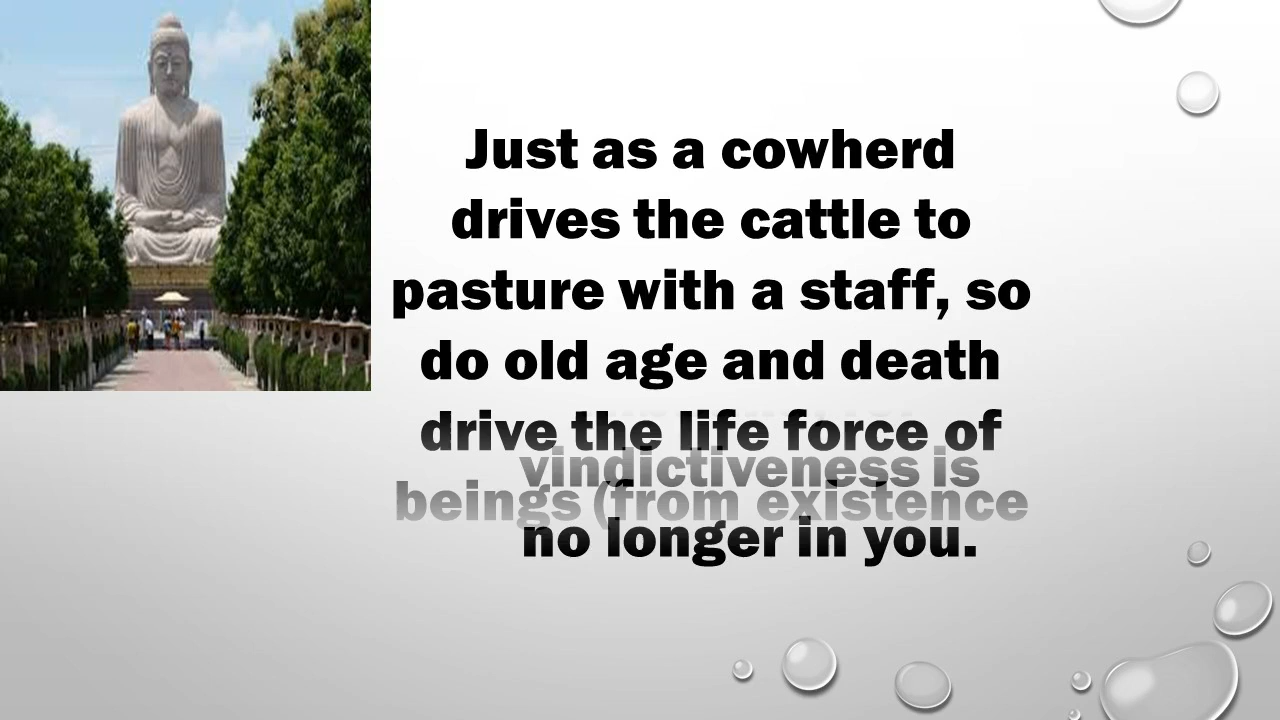 Just as a cowherd
drives the cattle to
pasture with a staff, so
do old age and death
drive the life force of
vindictiveness is
beings (from existence
no longer in you.